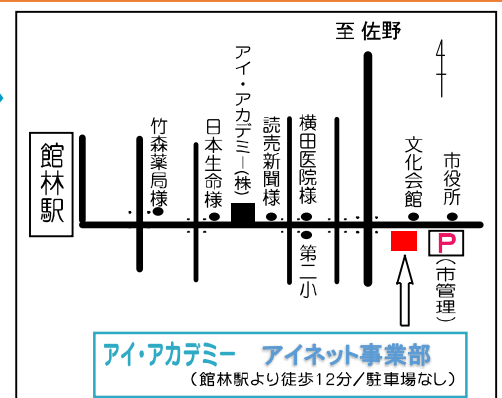 至 佐野
4
館林駅
竹森薬局様
日本生命様
アイ・アカデミー(株)
読売新聞様
横田医院様
第二小
文化会館
市役所
P
(市管理)
アイ・アカデミー アイネット事業部
(館林駅より徒歩12分/駐車場なし)